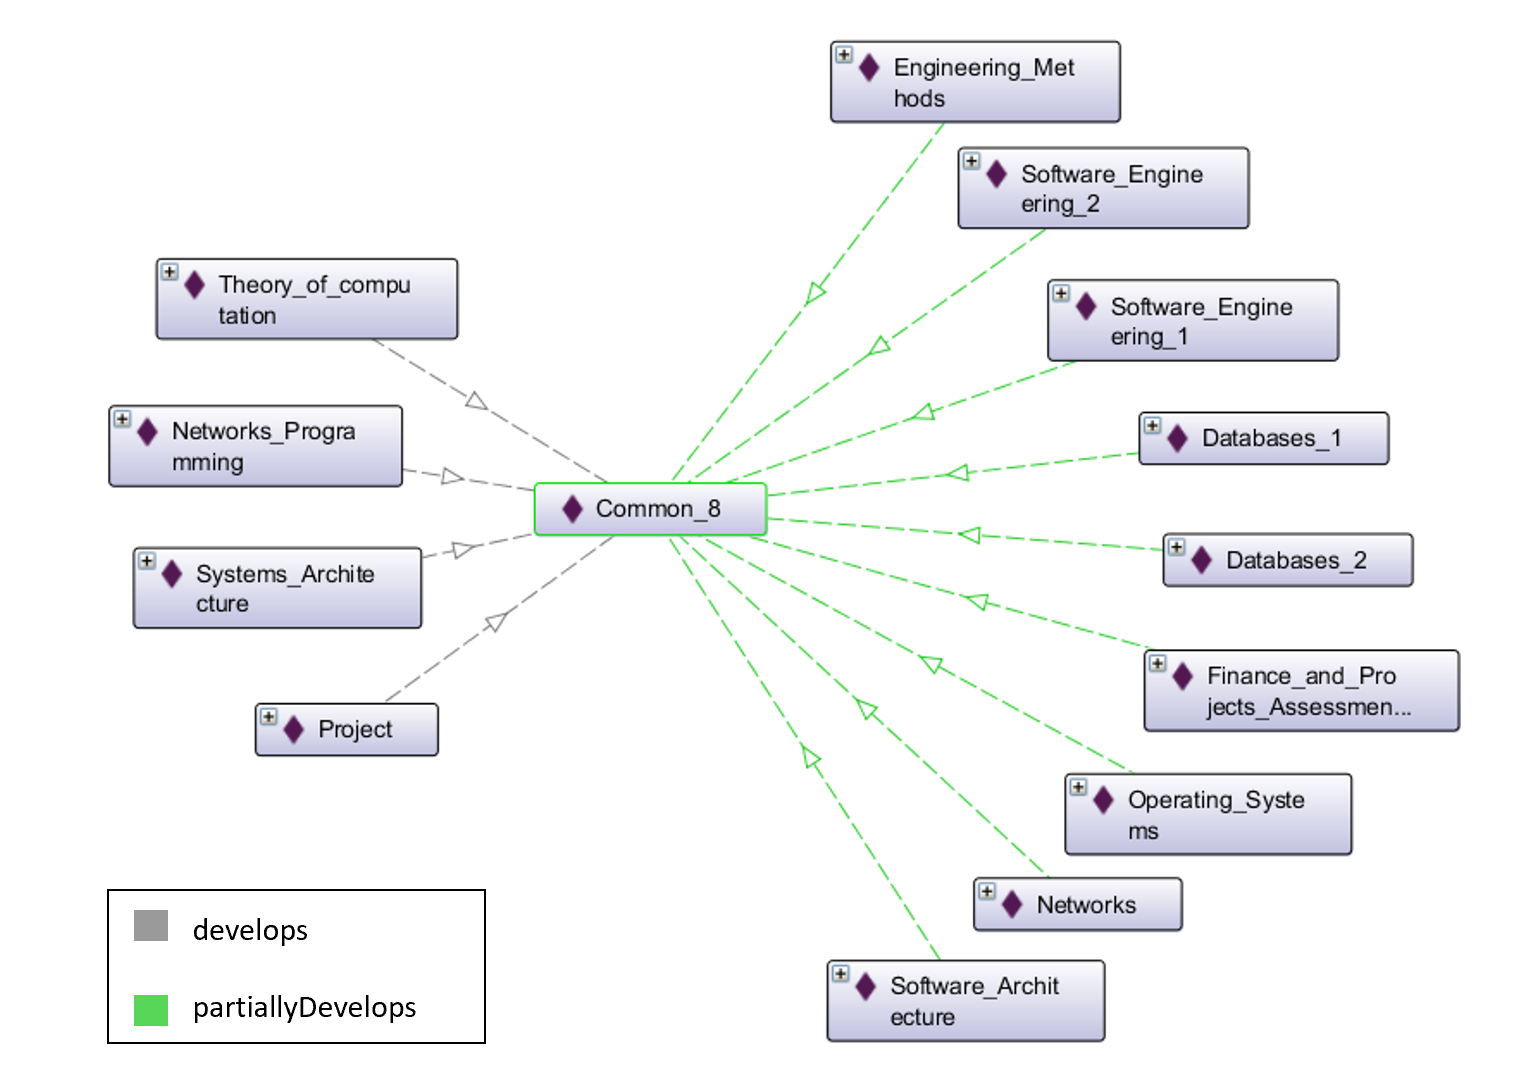 Engineering_Met
hods
Software_Engine
ering_2
Theory_of_compu
tation
Software_Engine
ering_1
Networks_Progra
mming
Databases_1
Common_8
Databases_2
Systems_Archite
cture
Finance_and_Pro
jects_Assessmen...
Project
Operating_Syste
ms
Networks
Software_Archit
ecture
develops
partiallyDevelops